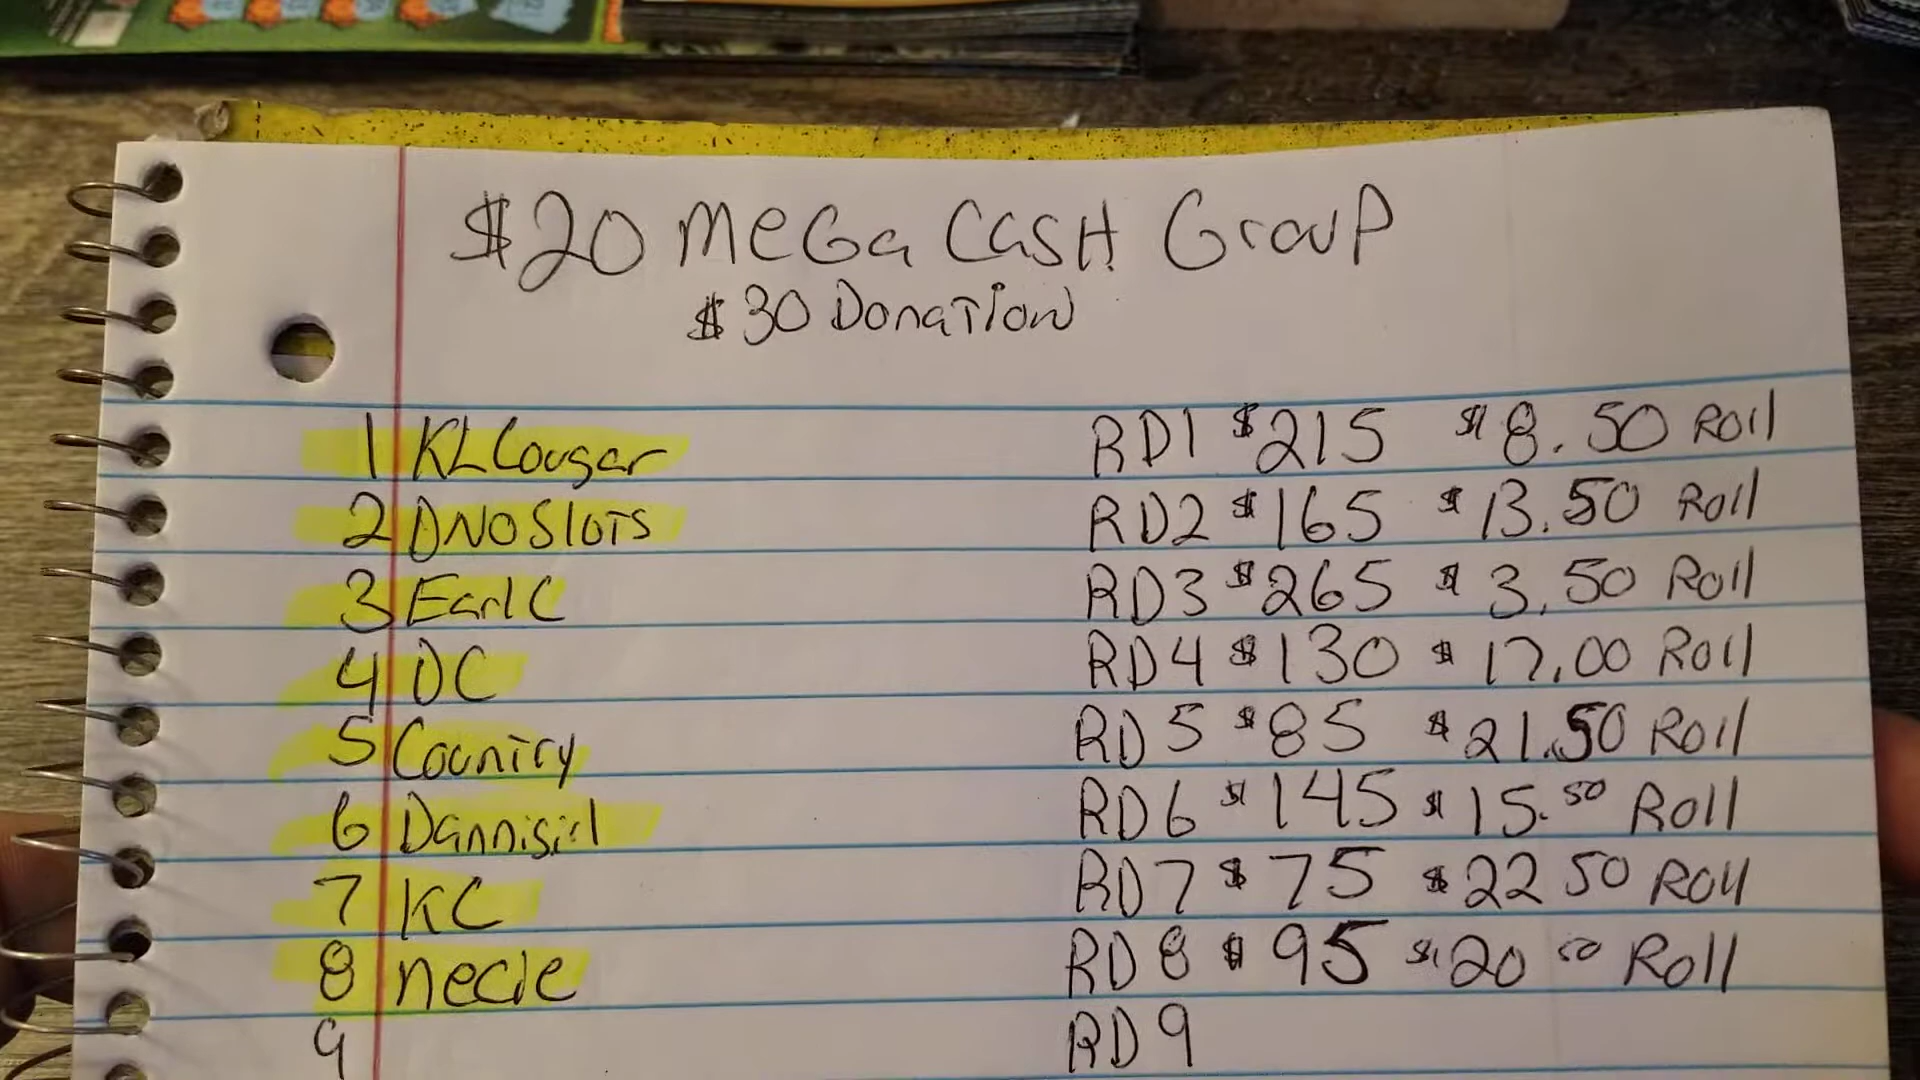 $20 MeGa CasH GrouP
$30 DonaTion
1 KLCougar RD1 $215 $8.50 Roll
2 DNOSlOTS RD2 $165 $13.50 Roll
3 Earl C RD3 $265 $3.50 Roll
4 DC RD4 $130 $17.00 Roll
5 CounTry RD5 $85 $21.50 Roll
6 Dannigirl RD6 $145 $15.50 Roll
7 KC RD7 $75 $22 50 Roll
8 necie RD8 $95 $20 50 Roll
9 RD9